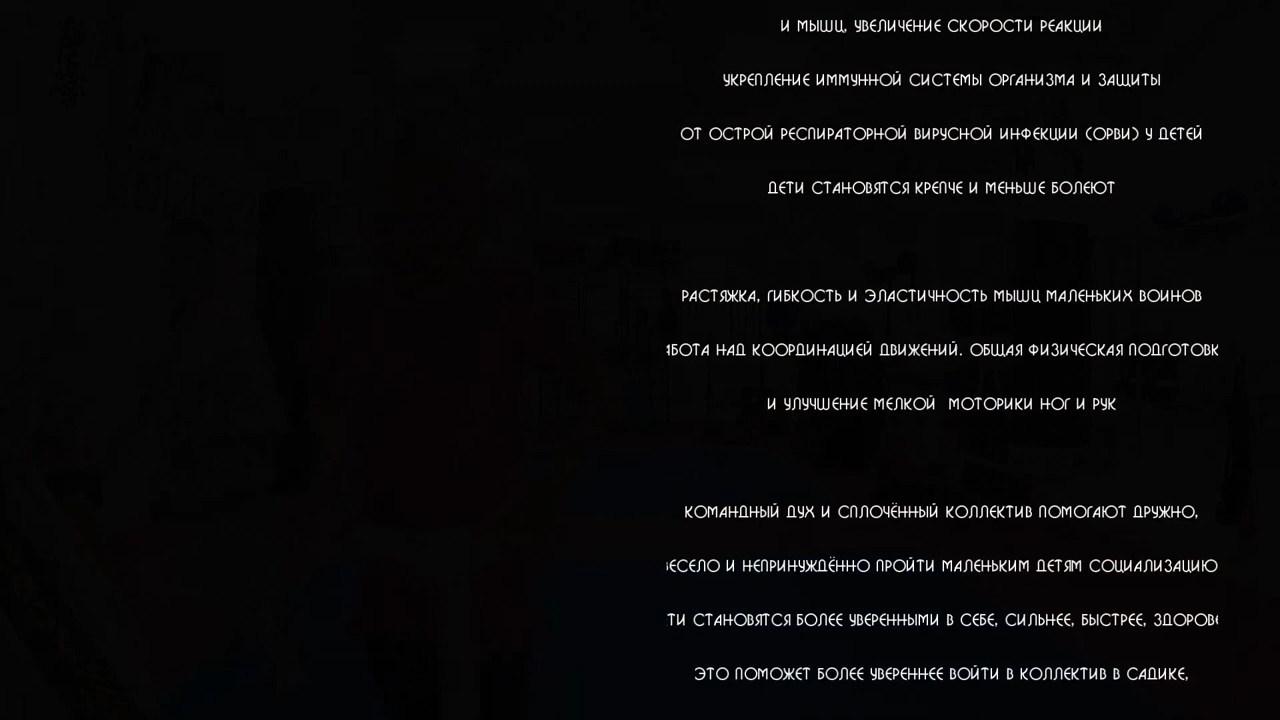 И МЫШЦ, УВЕЛИЧЕНИЕ СКОРОСТИ РЕАКЦИИ
УКРЕПЛЕНИЕ ИММУННОЙ СИСТЕМЫ ОРГАНИЗМА И ЗАЩИТЫ
ОТ ОСТРОЙ РЕСПИРАТОРНОЙ ВИРУСНОЙ ИНФЕКЦИИ (ОРВИ) У ДЕТЕЙ
ДЕТИ СТАНОВЯТСЯ КРЕПЧЕ И МЕНЬШЕ БОЛЕЮТ
РАСТЯЖКА, ГИБКОСТЬ И ЭЛАСТИЧНОСТЬ МЫШЦ МАЛЕНЬКИХ ВОИНОВ
НАД КООРДИНАЦИЕЙ ДВИЖЕНИЙ. ОБЩАЯ ФИЗИЧЕСКАЯ
И УЛУЧШЕНИЕ МЕЛКОЙ МОТОРИКИ НОГ И РУК
КОМАНДНЫЙ ДУХ И СПЛОЧЁННЫЙ КОЛЛЕКТИВ ПОМОГАЮТ ДРУЖНО,
И НЕПРИНУЖДЁННО ПРОЙТИ МАЛЕНЬКИМ ДЕТЯМ СОЦИАЛИЗАЦИЮ
СТАНОВЯТСЯ БОЛЕЕ УВЕРЕННЫМИ В СЕБЕ, СИЛЬНЕЕ, БЫСТРЕЕ,
ЭТО ПОМОЖЕТ БОЛЕЕ УВЕРЕННЕЕ ВОЙТИ В КОЛЛЕКТИВ В САДИКЕ,